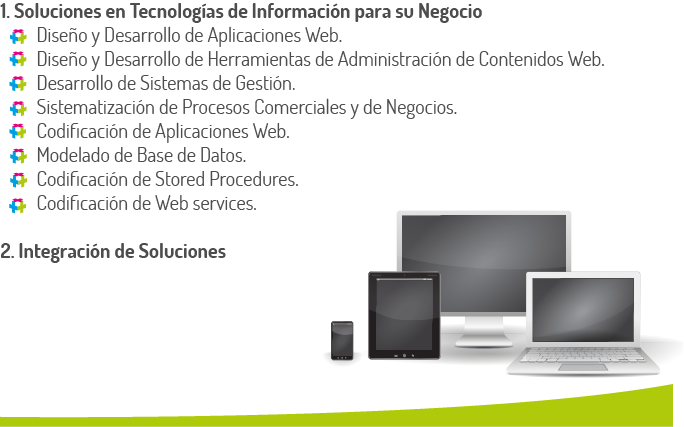 1. Soluciones en Tecnologías de Información para su Negocio
Diseño y Desarrollo de Aplicaciones Web.
Diseño y Desarrollo de Herramientas de Administración de Contenidos Web.
Desarrollo de Sistemas de Gestión.
Sistematización de Procesos Comerciales y de Negocios.
Codificación de Aplicaciones Web.
Modelado de Base de Datos.
Codificación de Stored Procedures.
Codificación de Web services.
2. Integración de Soluciones